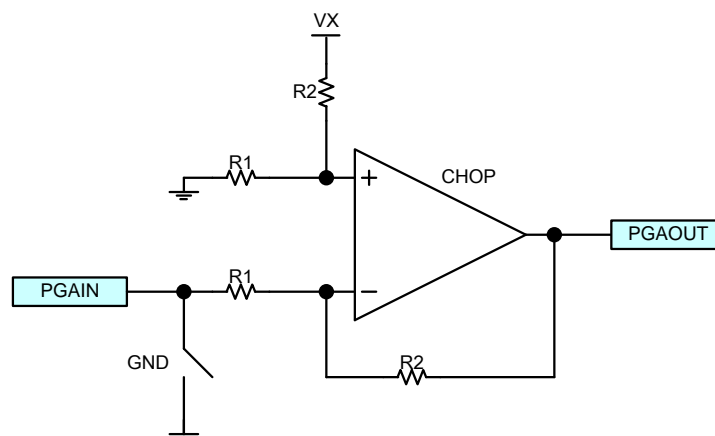 VX
R2
R1
CHOP
PGAOUT
PGAIN
R1
GND
R2